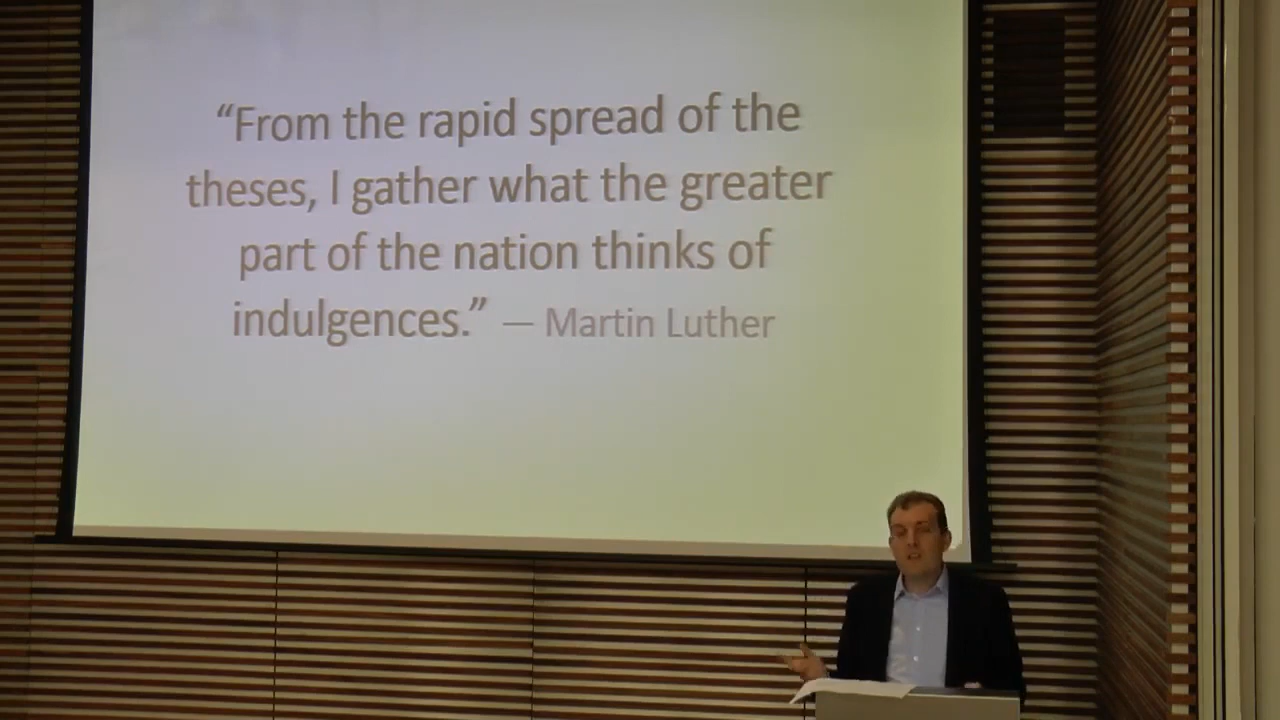 “From the rapid spread of the
theses, I gather what the greater
part of the nation thinks of
indulgences.” — Martin Luther